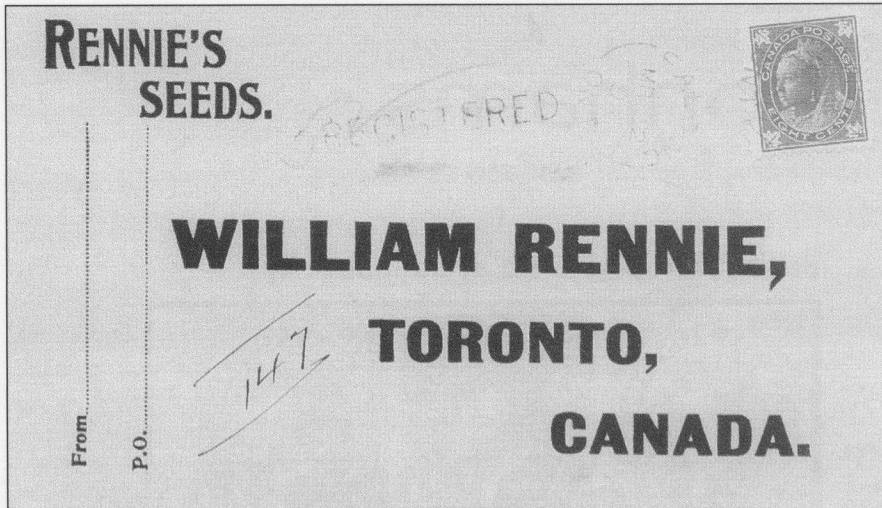 RENNIE'S
SEEDS.
REGISTERED
CANADA POSTAGE
EIGHT CENTS
WILLIAM RENNIE,
TORONTO,
CANADA.
147
From
P.O.